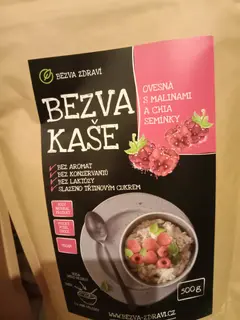 BEZVA ZDRAVÍ
BEZVA
KAŠE
OVESNÁ
S MALINAMI
A CHIA
SEMÍNKY
BEZ AROMAT
BEZ KONZERVANTŮ
BEZ LAKTÓZY
SLAZENO TŘTINOVÝM CUKREM
300g
WWW.BEZVA-ZDRAVI.CZ